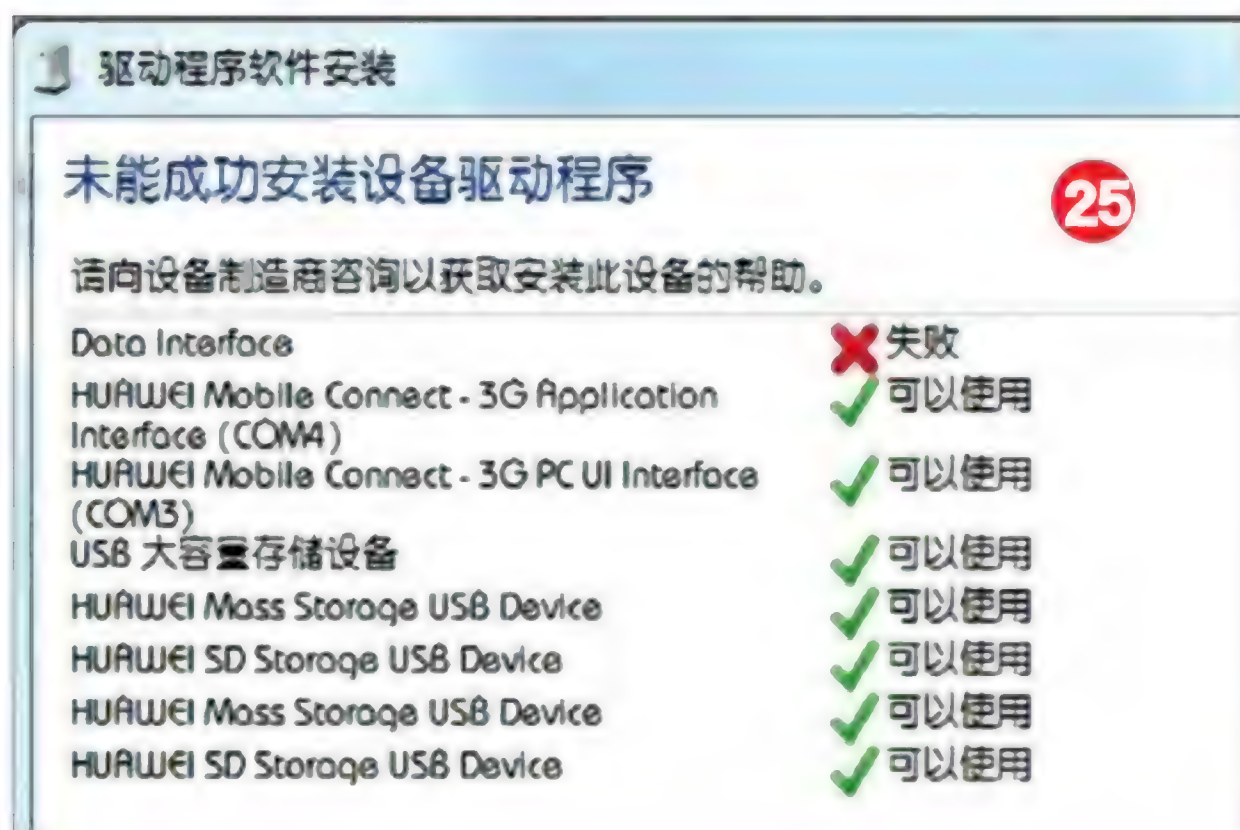 驱动程序软件安装
未能成功安装设备驱动程序
25
请向设备制造商咨询以获取安装此设备的帮助。
Data Interface 失败
HUAWEI Mobile Connect - 3G Application 可以使用
Interface (COM4)
HUAWEI Mobile Connect - 3G PC UI Interface 可以使用
(COM3)
USB 大容量存储设备 可以使用
HUAWEI Mass Storage USB Device 可以使用
HUAWEI SD Storage USB Device 可以使用
HUAWEI Mass Storage USB Device 可以使用
HUAWEI SD Storage USB Device 可以使用